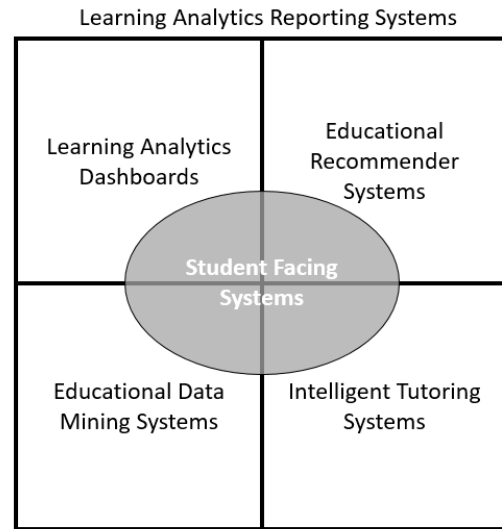 Learning Analytics Reporting Systems
Learning Analytics
Dashboards
Educational
Recommender
Systems
Student Facing
Systems
Educational Data
Mining Systems
Intelligent Tutoring
Systems